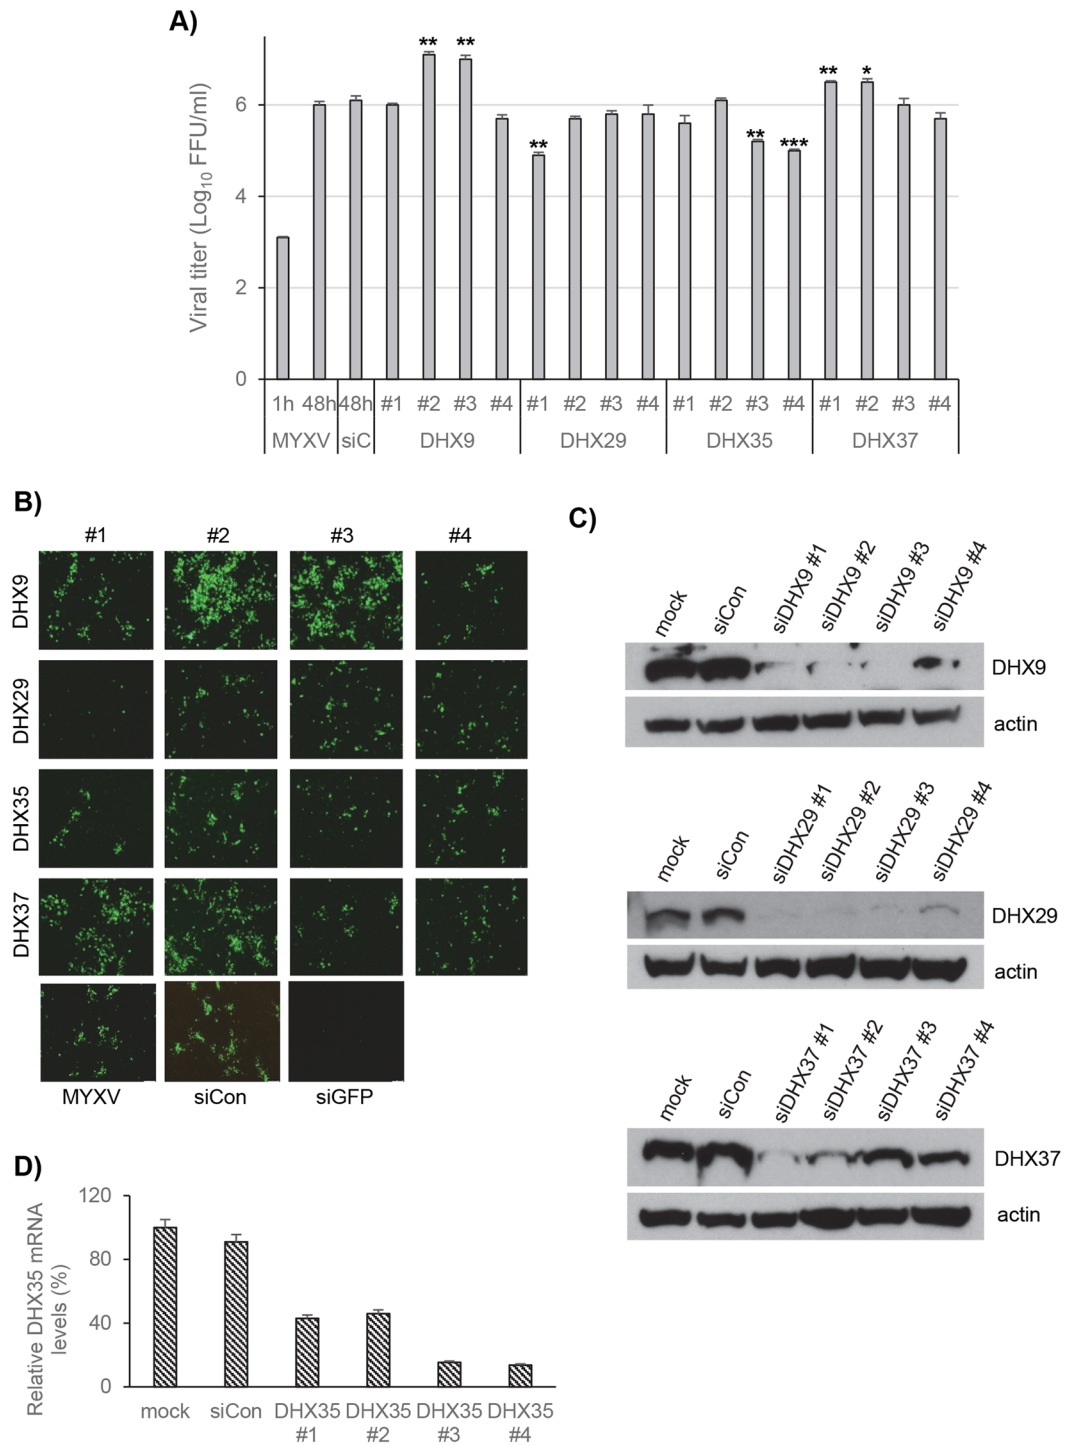 A)
Viral titer (Log10 FFU/ml)
6
4
2
0
** ** ** ** *** ** *
1h 48h 48h #1 #2 #3 #4 #1 #2 #3 #4 #1 #2 #3 #4 #1 #2 #3 #4
MYXV siC DHX9 DHX29 DHX35 DHX37
B)
#1 #2 #3 #4
DHX9
DHX29
DHX35
DHX37
MYXV siCon siGFP
C)
mock siCon siDHX9 #1 siDHX9 #2 siDHX9 #3 siDHX9 #4
DHX9
actin
mock siCon siDHX29 #1 siDHX29 #2 siDHX29 #3 siDHX29 #4
DHX29
actin
mock siCon siDHX37 #1 siDHX37 #2 siDHX37 #3 siDHX37 #4
DHX37
actin
D)
Relative DHX35 mRNA
levels (%)
120
80
40
0
mock siCon DHX35 DHX35 DHX35 DHX35
#1 #2 #3 #4